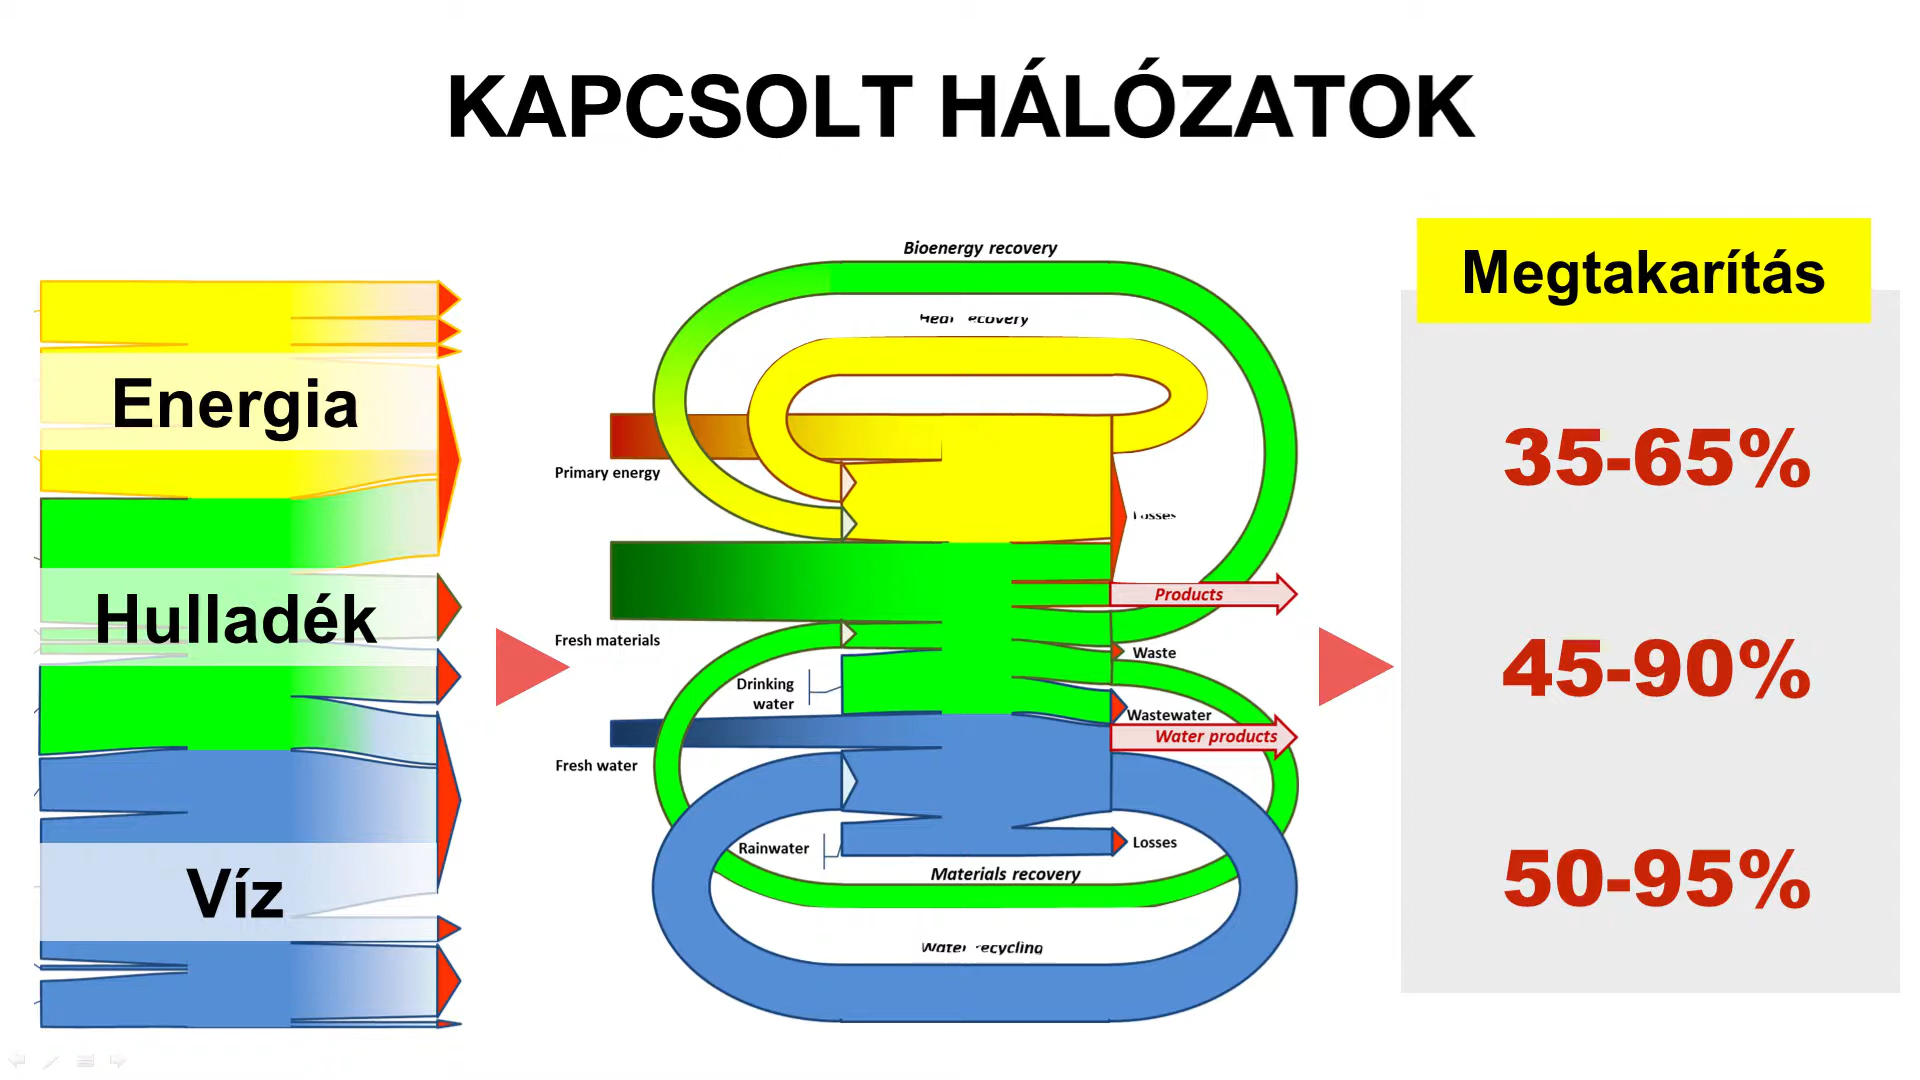 KAPCSOLT HÁLÓZATOK
Energia
Hulladék
Víz
Bioenergy recovery
Primary energy
Fresh materials
Drinking
water
Fresh water
Rainwater
Products
Waste
Wastewater
Water products
Losses
Materials recovery
Megtakarítás
35-65%
45-90%
50-95%